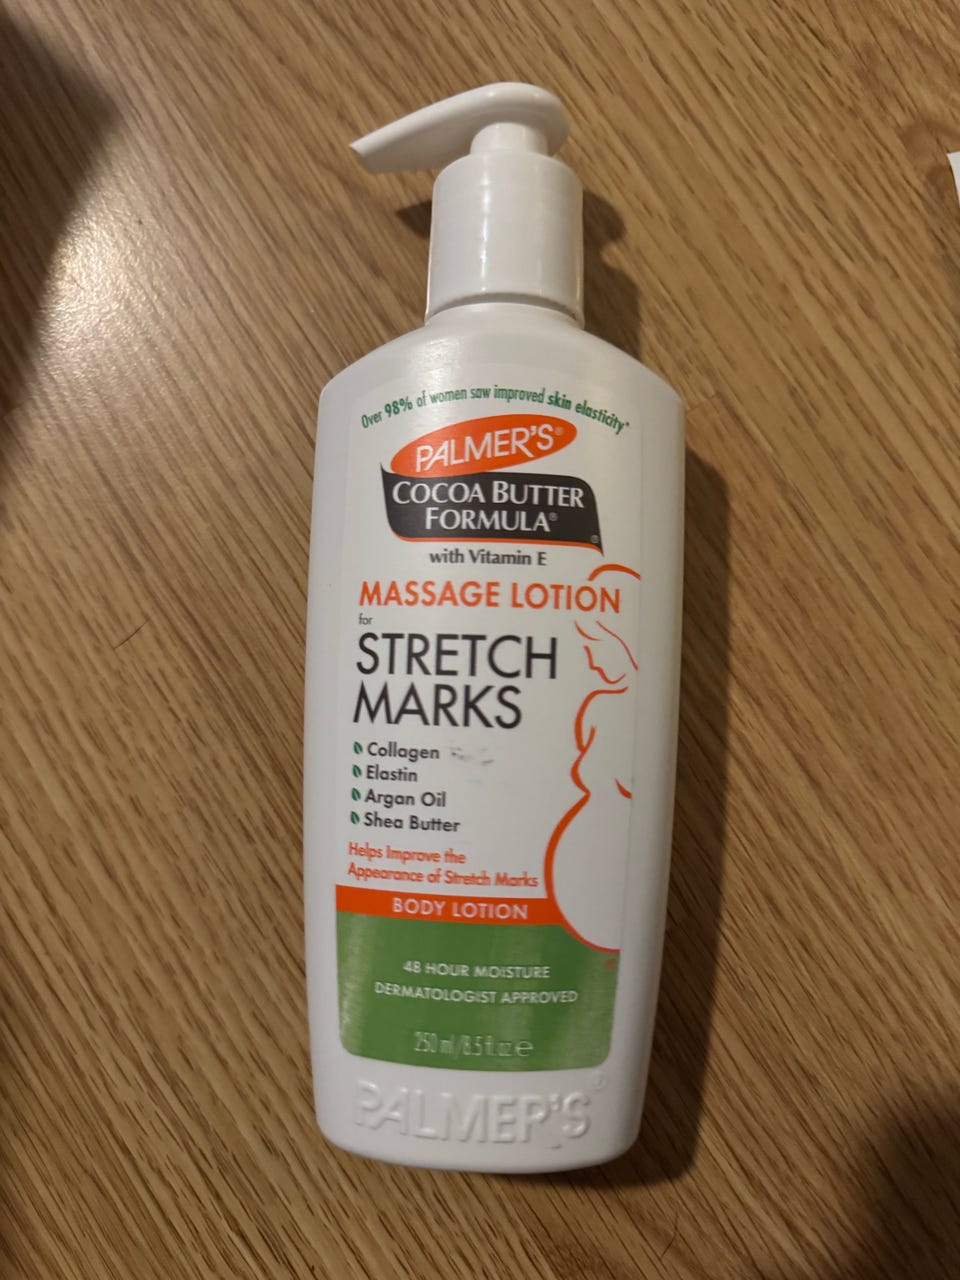 Over 98% of women saw improved skin elasticity*
PALMER'S®
COCOA BUTTER
FORMULA®
with Vitamin E
MASSAGE LOTION
for
STRETCH
MARKS
Collagen
Elastin
Argan Oil
Shea Butter
Helps Improve the
Appearance of Stretch Marks
BODY LOTION
48 HOUR MOISTURE
DERMATOLOGIST APPROVED
250 ml/8.5 fl.oz.℮
PALMER'S®